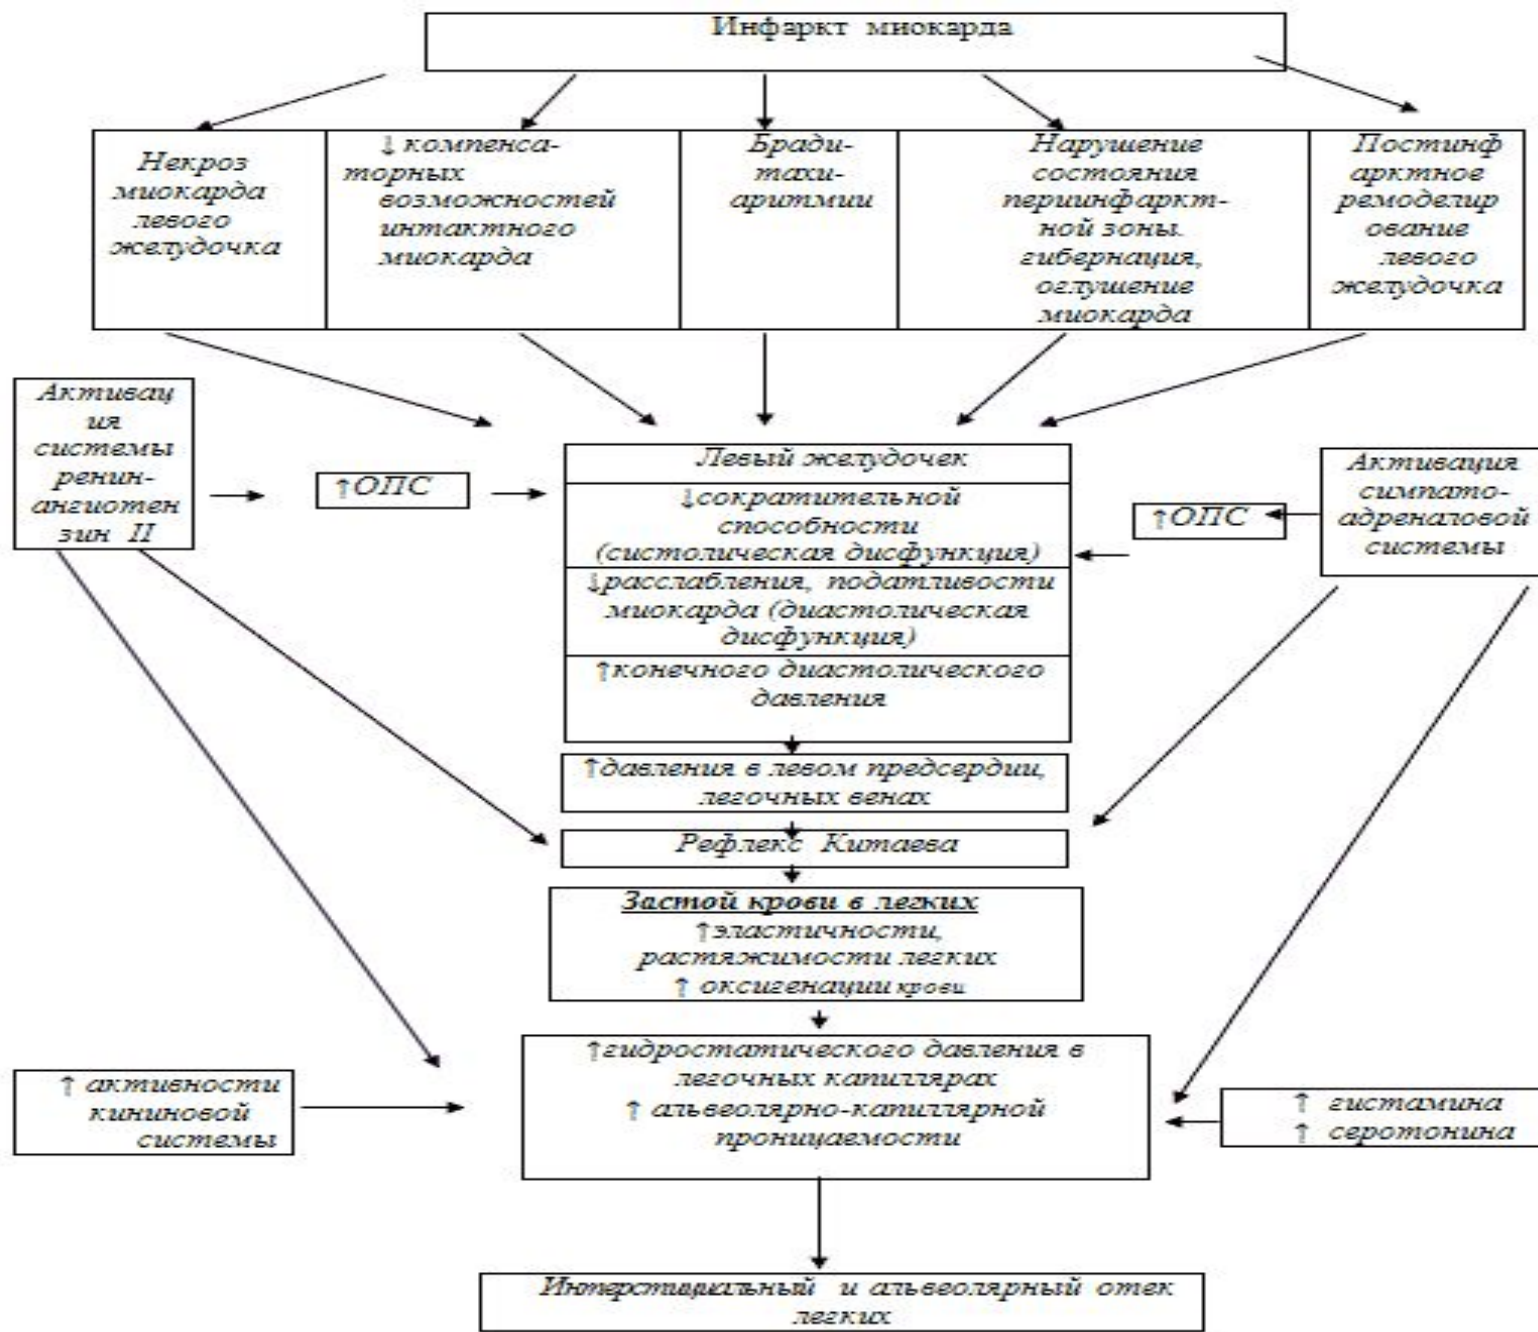 Инфаркт миокарда
Некроз
миокарда
левого
желудочка
↓ компенса-
торных
возможностей
интактного
миокарда
Бради-
тахи-
аритмии
Нарушение
состояния
периинфаркт-
ной зоны.
гибернация,
оглушение
миокарда
Постинф
арктное
ремоделир
ование
левого
желудочка
Активац
ия
системы
ренин-
ангиотен
зин II
↑ОПС
Левый желудочек
↓сократительной
способности
(систолическая дисфункция)
↓расслабления, податливости
миокарда (диастолическая
дисфункция)
↑конечного диастолического
давления
↑ОПС
Активация
симпато-
адреналовой
системы
↑давления в левом предсердии,
легочных венах
Рефлекс Китаева
Застой крови в легких
↑эластичности,
растяжимости легких
↑ оксигенации крови
↑гидростатического давления в
легочных капиллярах
↑ альвеолярно-капиллярной
проницаемости
↑ активности
кининовой
системы
↑ гистамина
↑ серотонина
Интерстициальный и альвеолярный отек
легких